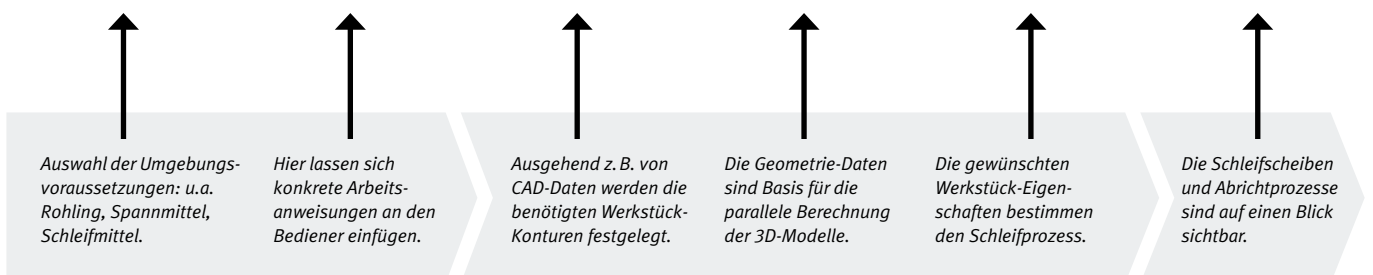 Auswahl der Umgebungs-
voraussetzungen: u.a.
Rohling, Spannmittel,
Schleifmittel.
Hier lassen sich
konkrete Arbeits-
anweisungen an den
Bediener einfügen.
Ausgehend z. B. von
CAD-Daten werden die
benötigten Werkstück-
Konturen festgelegt.
Die Geometrie-Daten
sind Basis für die
parallele Berechnung
der 3D-Modelle.
Die gewünschten
Werkstück-Eigen-
schaften bestimmen
den Schleifprozess.
Die Schleifscheiben
und Abrichtprozesse
sind auf einen Blick
sichtbar.